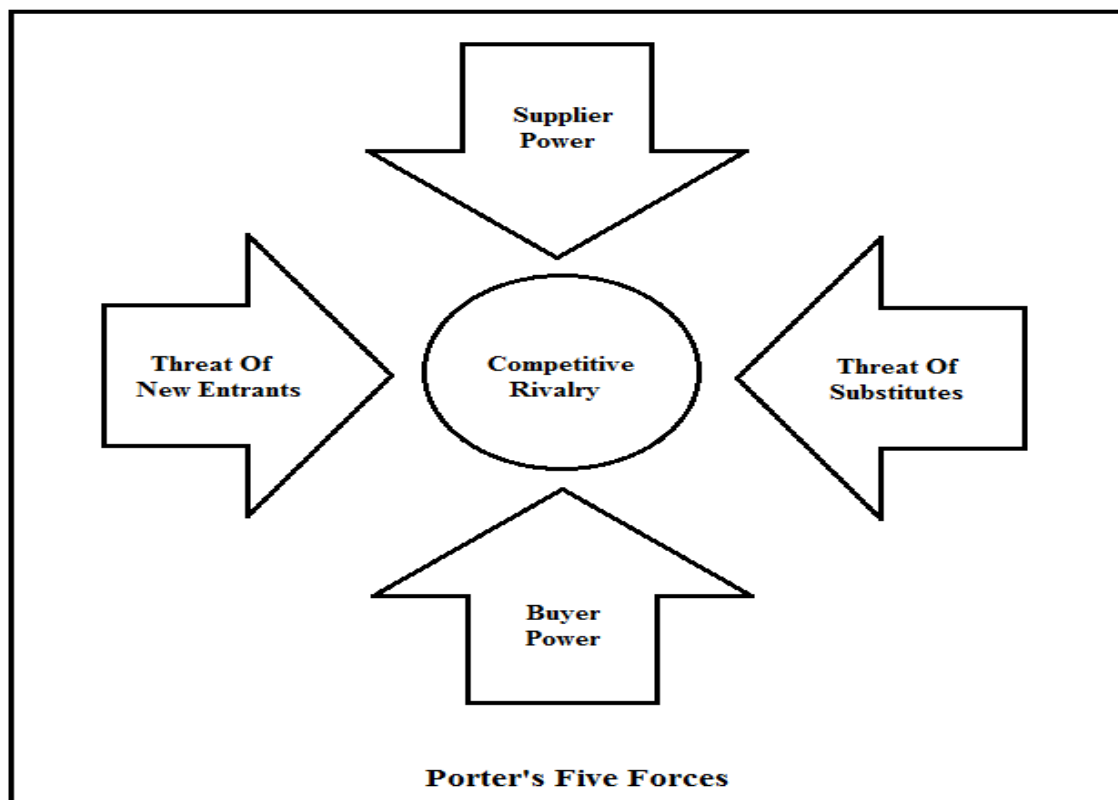 Supplier
Power
Threat Of
New Entrants
Competitive
Rivalry
Threat Of
Substitutes
Buyer
Power
Porter's Five Forces